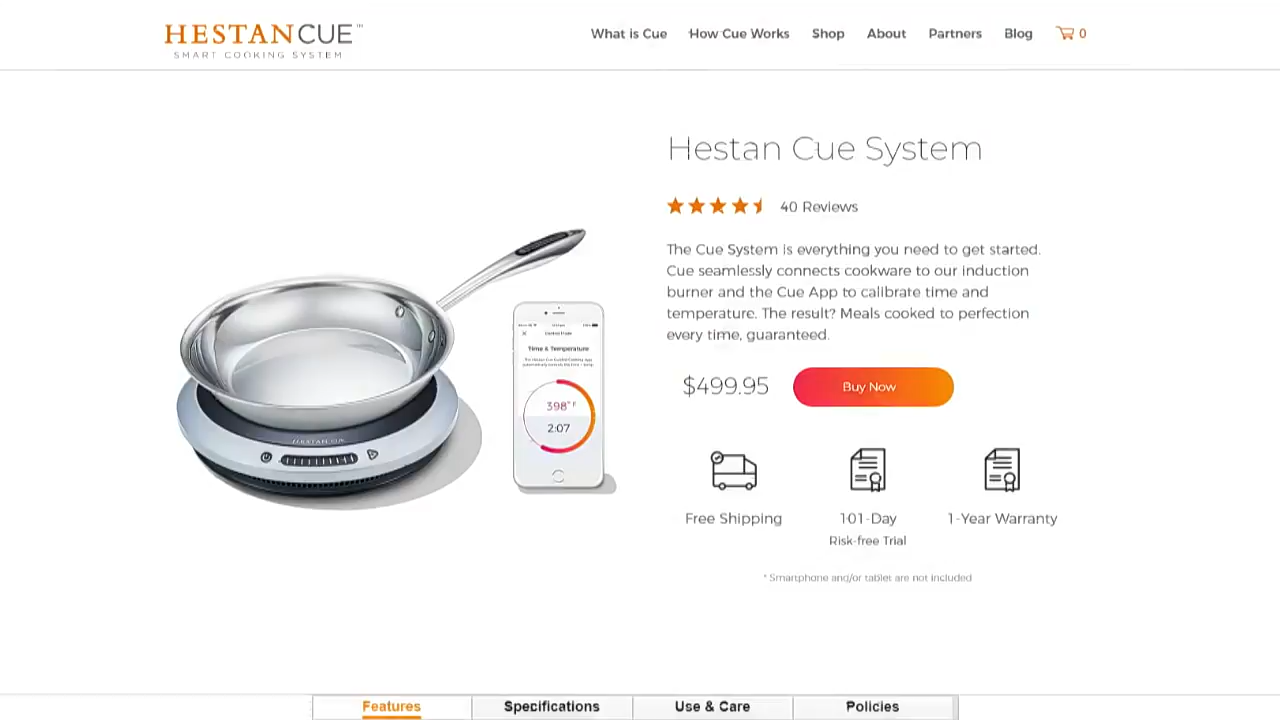 HESTANCUE™
SMART COOKING SYSTEM
What is Cue
How Cue Works
Shop
About
Partners
Blog
0
Hestan Cue System
40 Reviews
The Cue System is everything you need to get started.
Cue seamlessly connects cookware to our induction
burner and the Cue App to calibrate time and
temperature. The result? Meals cooked to perfection
every time, guaranteed.
$499.95
Buy Now
HESTAN CUE
Time & Temperature
398°F
2:07
Free Shipping
101-Day
Risk-free Trial
1-Year Warranty
* Smartphone and/or tablet are not included
Features
Specifications
Use & Care
Policies